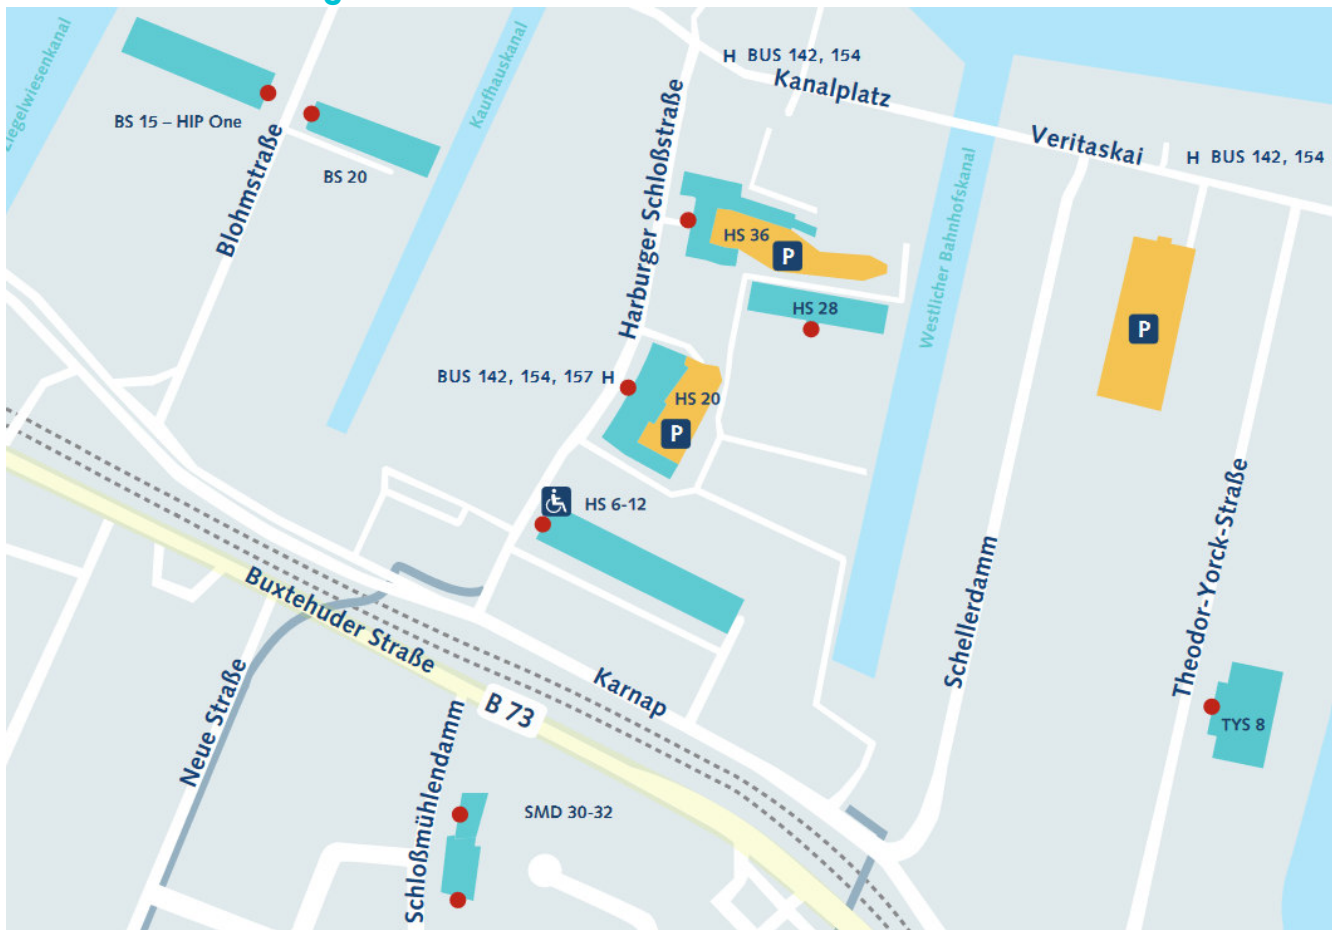 H BUS 142, 154
Kanalplatz
Veritaskai
H BUS 142, 154
Ziegelwiesenkanal
Kaufhauskanal
BS 15 – HIP One
BS 20
Blohmstraße
Harburger Schloßstraße
HS 36
P
HS 28
Westlicher Bahnhofskanal
P
BUS 142, 154, 157 H
HS 20
P
HS 6-12
Schellerdamm
Theodor-Yorck-Straße
Buxtehuder Straße
B 73
Karnap
Neue Straße
Schloßmühlendamm
SMD 30-32
TYS 8